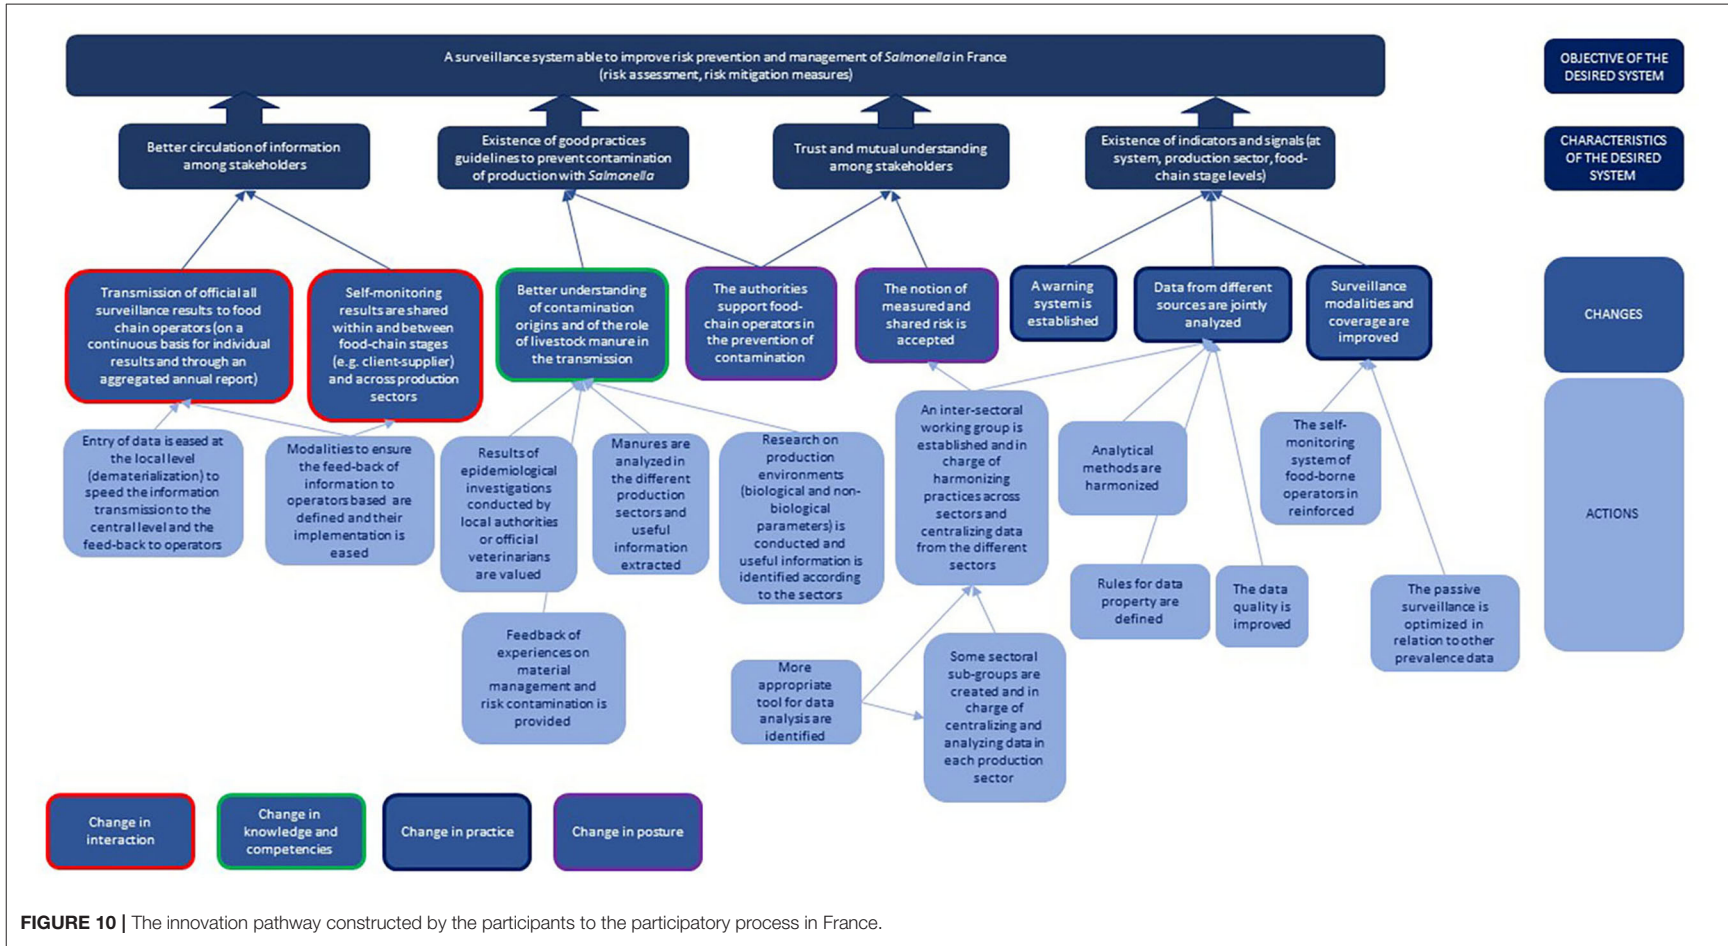 A surveillance system able to improve risk prevention and management of Salmonella in France
(risk assessment, risk mitigation measures)
OBJECTIVE OF THE
DESIRED SYSTEM
Better circulation of information
among stakeholders
Existence of good practices
guidelines to prevent contamination
of production with Salmonella
Trust and mutual understanding
among stakeholders
Existence of indicators and signals (at
system, production sector, food-
chain stage levels)
CHARACTERISTICS
OF THE DESIRED
SYSTEM
Transmission of official all
surveillance results to food
chain operators (on a
continuous basis for individual
results and through an
aggregated annual report)
Self-monitoring
results are shared
within and between
food-chain stages
(e.g. client-supplier)
and across production
sectors
Better understanding
of contamination
origins and of the role
of livestock manure in
the transmission
The authorities
support food-
chain operators in
the prevention of
contamination
The notion of
measured and
shared risk is
accepted
A warning
system is
established
Data from different
sources are jointly
analyzed
Surveillance
modalities and
coverage are
improved
CHANGES
Entry of data is eased at
the local level
(dematerialization) to
speed the information
transmission to the
central level and the
feed-back to operators
Modalities to ensure
the feed-back of
information to
operators based are
defined and their
implementation is
eased
Results of
epidemiological
investigations
conducted by
local authorities
or official
veterinarians
are valued
Manures are
analyzed in
the different
production
sectors and
useful
information
extracted
Research on
production
environments
(biological and non-
biological
parameters) is
conducted and
useful information is
identified according
to the sectors
An inter-sectoral
working group is
established and in
charge of
harmonizing
practices across
sectors and
centralizing data
from the different
sectors
Analytical
methods are
harmonized
The self-
monitoring
system of
food-borne
operators in
reinforced
ACTIONS
Feedback of
experiences on
material
management and
risk contamination is
provided
More
appropriate
tool for data
analysis are
identified
Some sectoral
sub-groups are
created and in
charge of
centralizing and
analyzing data in
each production
sector
Rules for data
property are
defined
The data
quality is
improved
The passive
surveillance is
optimized in
relation to other
prevalence data
Change in
interaction
Change in
knowledge and
competencies
Change in practice
Change in posture
FIGURE 10 | The innovation pathway constructed by the participants to the participatory process in France.